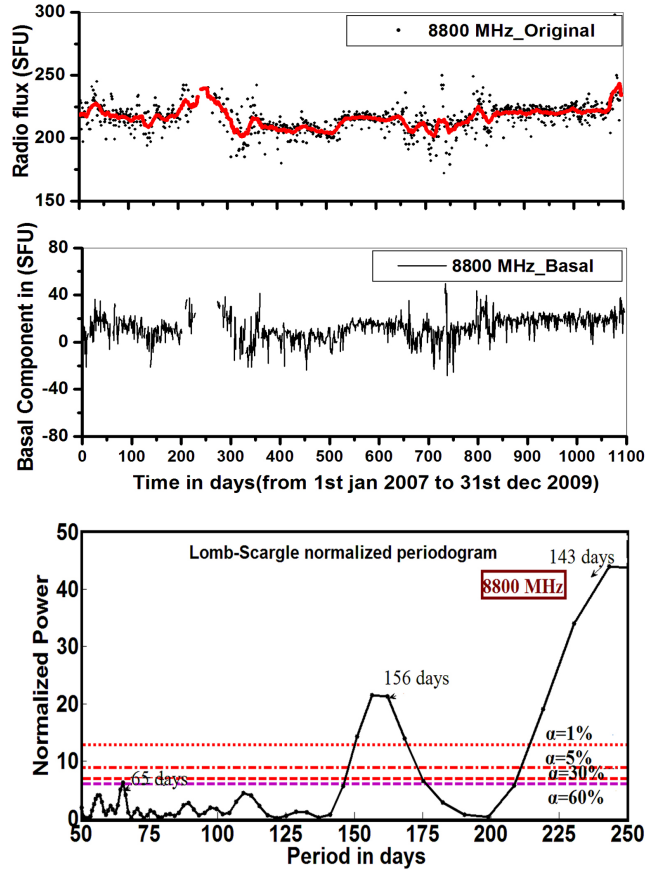 300
8800 MHz_Original
250
200
150
Radio flux (SFU)
80
8800 MHz_Basal
40
0
-40
-80
Basal Component in (SFU)
0 100 200 300 400 500 600 700 800 900 1000 1100
Time in days(from 1st jan 2007 to 31st dec 2009)
50
Lomb-Scargle normalized periodogram
143 days
8800 MHz
40
30
156 days
20
α=1%
10
α=5%
α=30%
65 days
α=60%
0
Normalized Power
50 75 100 125 150 175 200 225 250
Period in days